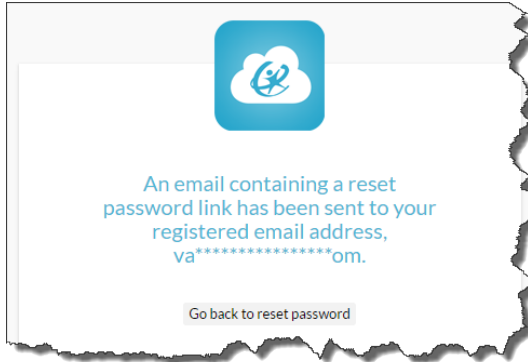 An email containing a reset
password link has been sent to your
registered email address,
va****************om.
Go back to reset password